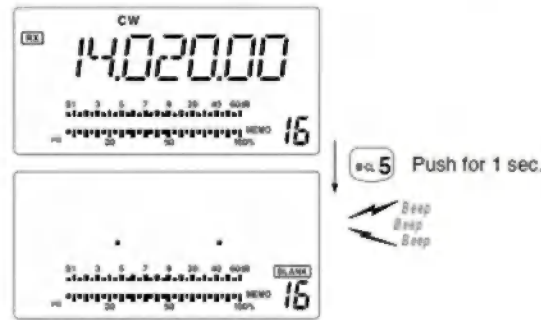 CW
RX
14.020.00
S1 3 5 7 9 20 40 60dB
PO 20 50 100% MEMO 16
M-CL 5 Push for 1 sec.
Beep
Beep
Beep
S1 3 5 7 9 20 40 60dB
BLANK
PO 20 50 100% MEMO 16